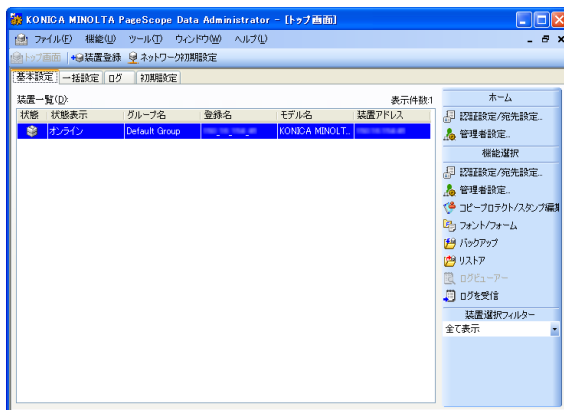 KONICA MINOLTA PageScope Data Administrator - [トップ画面]
ファイル(F) 機能(U) ツール(T) ウィンドウ(W) ヘルプ(L)
トップ画面 装置登録 ネットワーク初期設定
基本設定 一括設定 ログ 初期設定
装置一覧(D): 表示件数:1
状態 状態表示 グループ名 登録名 モデル名 装置アドレス
オンライン Default Group KONICA MINOLT...
ホーム
認証設定/宛先設定...
管理者設定...
機能選択
認証設定/宛先設定...
管理者設定...
コピープロテクト/スタンプ編集
フォント/フォーム
バックアップ
リストア
ログビューアー
ログを受信
装置選択フィルター
全て表示